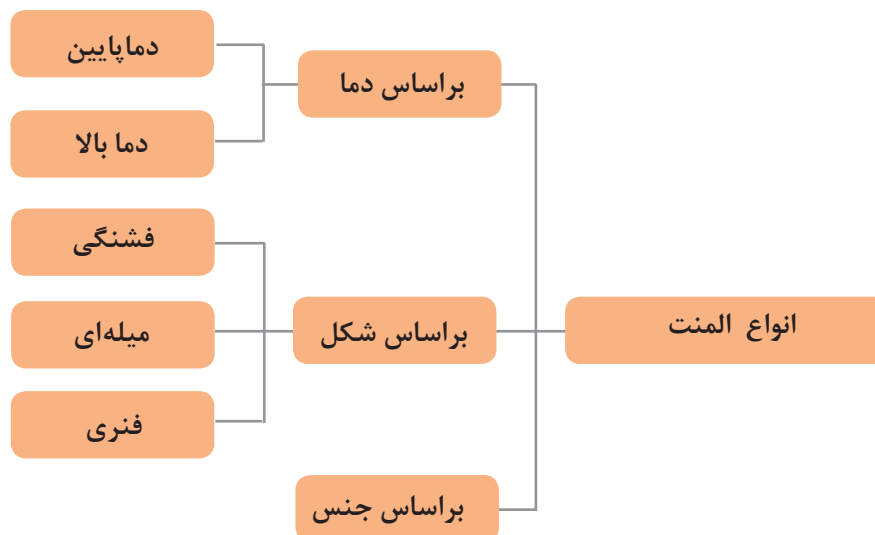 انواع المنت
براساس دما
دماپایین
دما بالا
براساس شکل
فشنگی
میله‌ای
فنری
براساس جنس